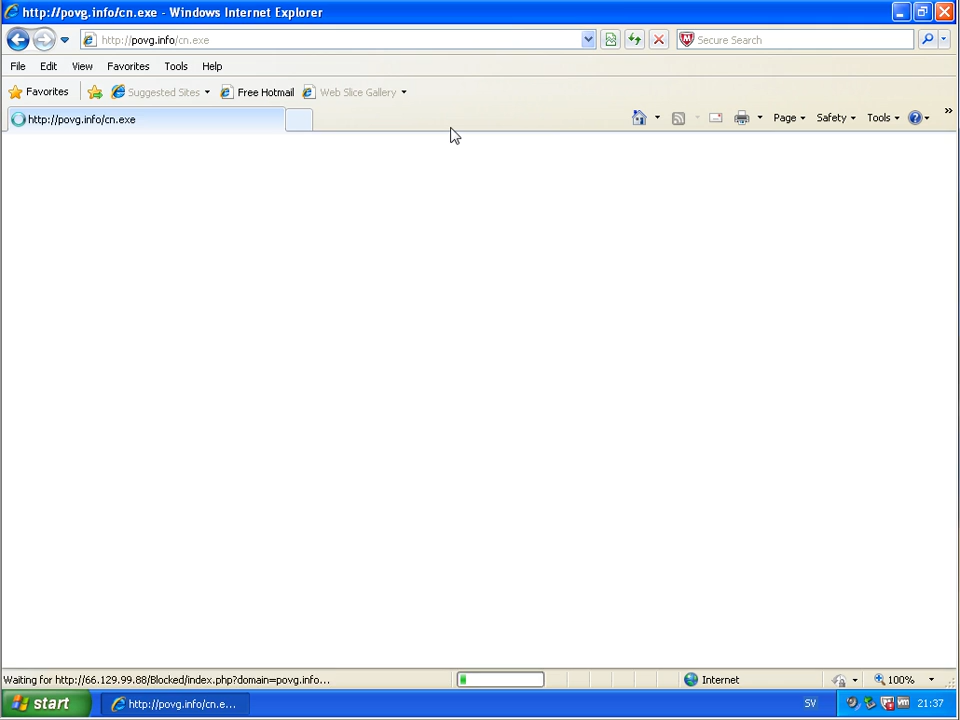 http://povg.info/cn.exe - Windows Internet Explorer
http://povg.info/cn.exe
Secure Search
File Edit View Favorites Tools Help
Favorites Suggested Sites Free Hotmail Web Slice Gallery
http://povg.info/cn.exe
Page Safety Tools
Waiting for http://66.129.99.88/Blocked/index.php?domain=povg.info...
Internet
100%
start
http://povg.info/cn.e...
SV
21:37